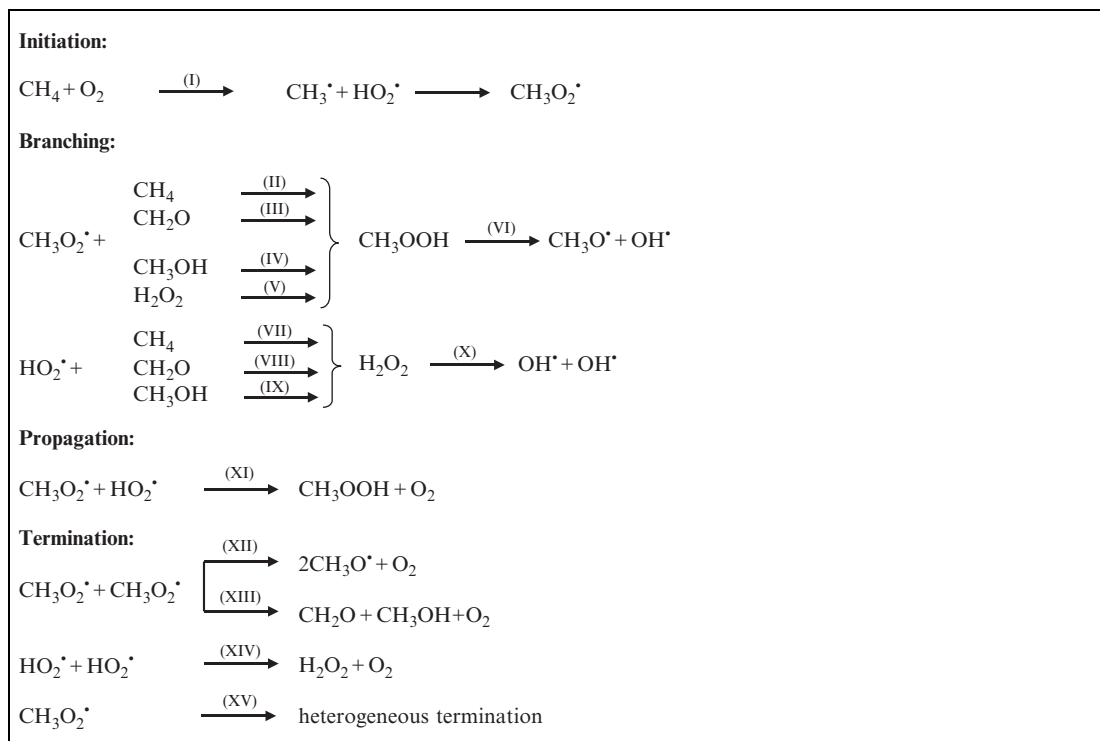 Initiation:
CH₄ + O₂ (I) CH₃• + HO₂• CH₃O₂•
Branching:
CH₄ (II)
CH₂O (III)
CH₃O₂• + CH₃OOH (VI) CH₃O• + OH•
CH₃OH (IV)
H₂O₂ (V)
CH₄ (VII)
HO₂• + CH₂O (VIII) H₂O₂ (X) OH• + OH•
CH₃OH (IX)
Propagation:
CH₃O₂• + HO₂• (XI) CH₃OOH + O₂
Termination:
(XII) 2CH₃O• + O₂
CH₃O₂• + CH₃O₂•
(XIII) CH₂O + CH₃OH+O₂
HO₂• + HO₂• (XIV) H₂O₂ + O₂
CH₃O₂• (XV) heterogeneous termination